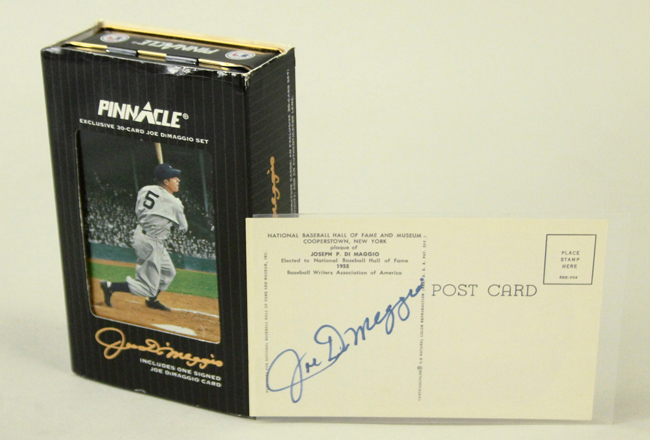 PINNACLE
PINNACLE®
EXCLUSIVE 30-CARD JOE DiMAGGIO SET
5
Joe DiMaggio
INCLUDES ONE SIGNED
JOE DiMAGGIO CARD
DiMaggio
NATIONAL BASEBALL HALL OF FAME AND MUSEUM
COOPERSTOWN, NEW YORK
plaque of
JOSEPH P. DI MAGGIO
Elected to National Baseball Hall of Fame
1955
Baseball Writers Association of America
PLACE
STAMP
HERE
POST CARD
Joe DiMaggio